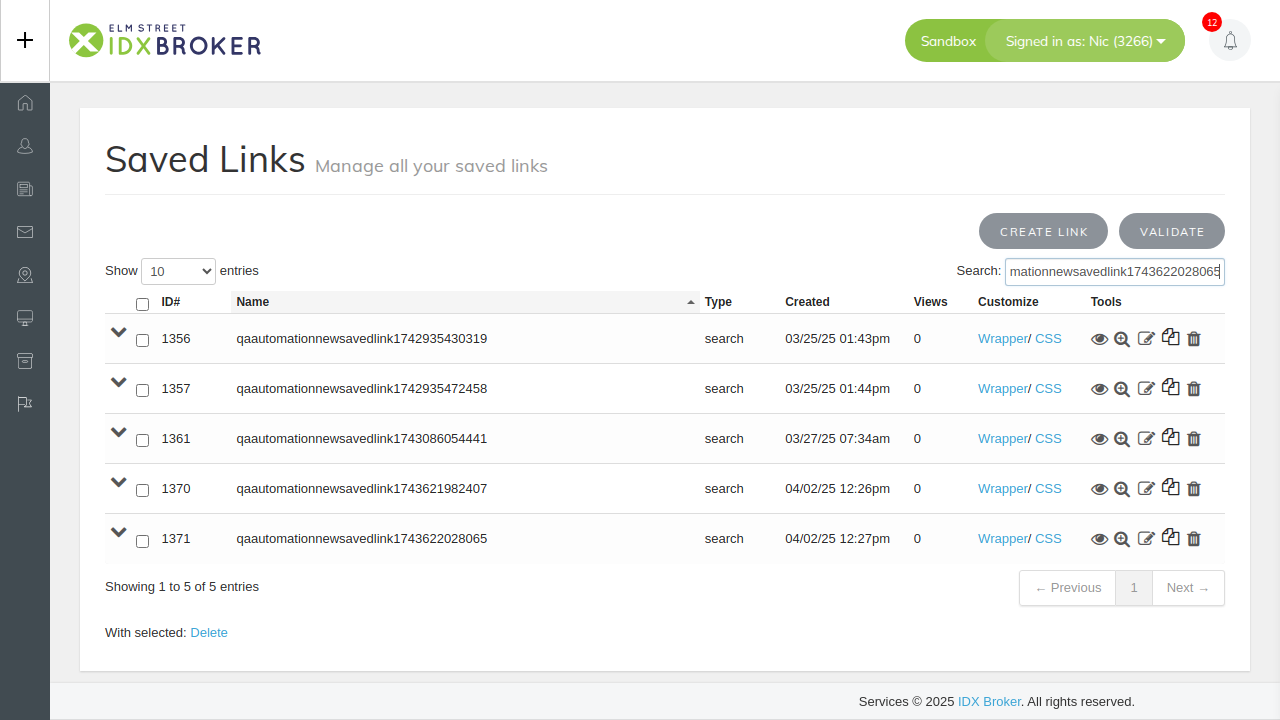 ELM STREET
IDXBROKER
Sandbox
Signed in as: Nic (3266)
12
Saved Links Manage all your saved links
CREATE LINK
VALIDATE
Show 10 entries
Search: mationnewsavedlink1743622028065
ID# Name Type Created Views Customize Tools
1356 qaautomationnewsavedlink1742935430319 search 03/25/25 01:43pm 0 Wrapper/ CSS
1357 qaautomationnewsavedlink1742935472458 search 03/25/25 01:44pm 0 Wrapper/ CSS
1361 qaautomationnewsavedlink1743086054441 search 03/27/25 07:34am 0 Wrapper/ CSS
1370 qaautomationnewsavedlink1743621982407 search 04/02/25 12:26pm 0 Wrapper/ CSS
1371 qaautomationnewsavedlink1743622028065 search 04/02/25 12:27pm 0 Wrapper/ CSS
Showing 1 to 5 of 5 entries
← Previous 1 Next →
With selected: Delete
Services © 2025 IDX Broker. All rights reserved.